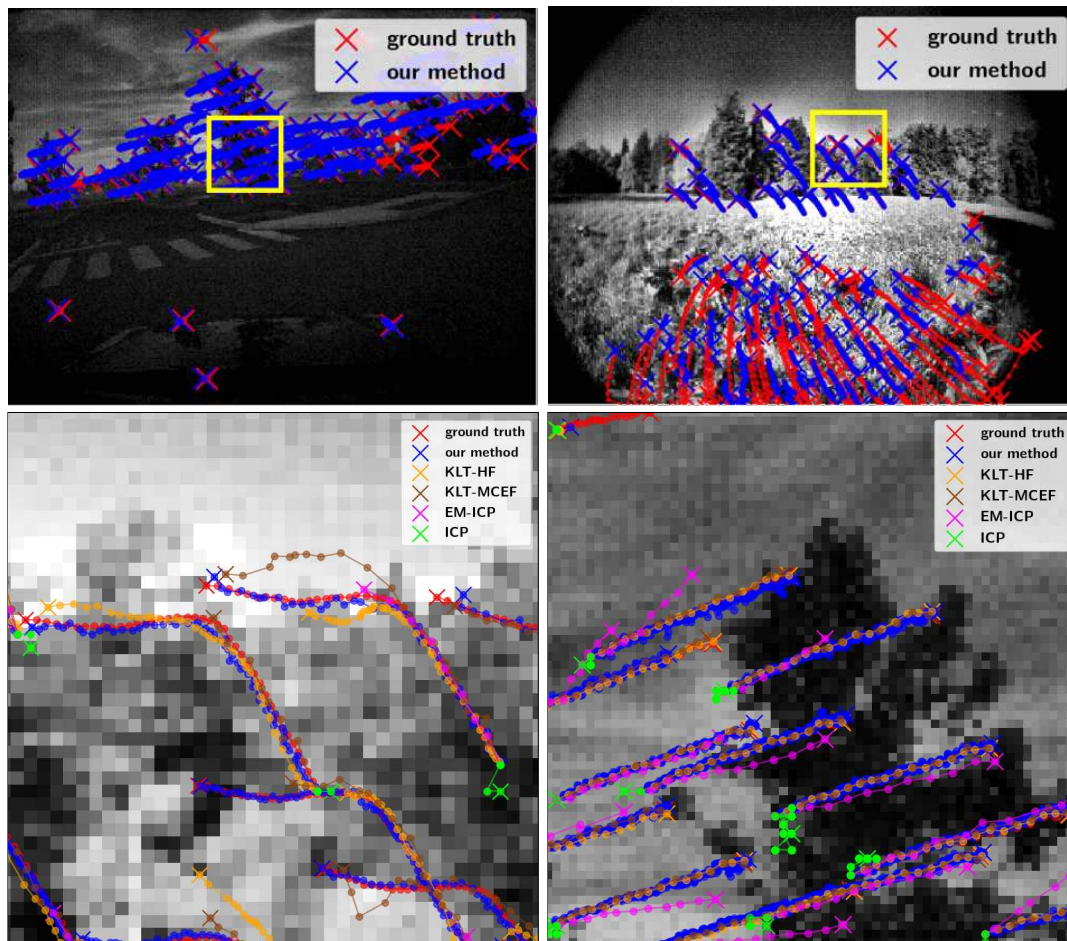 ground truth
our method
ground truth
our method
ground truth
our method
KLT-HF
KLT-MCEF
EM-ICP
ICP
ground truth
our method
KLT-HF
KLT-MCEF
EM-ICP
ICP